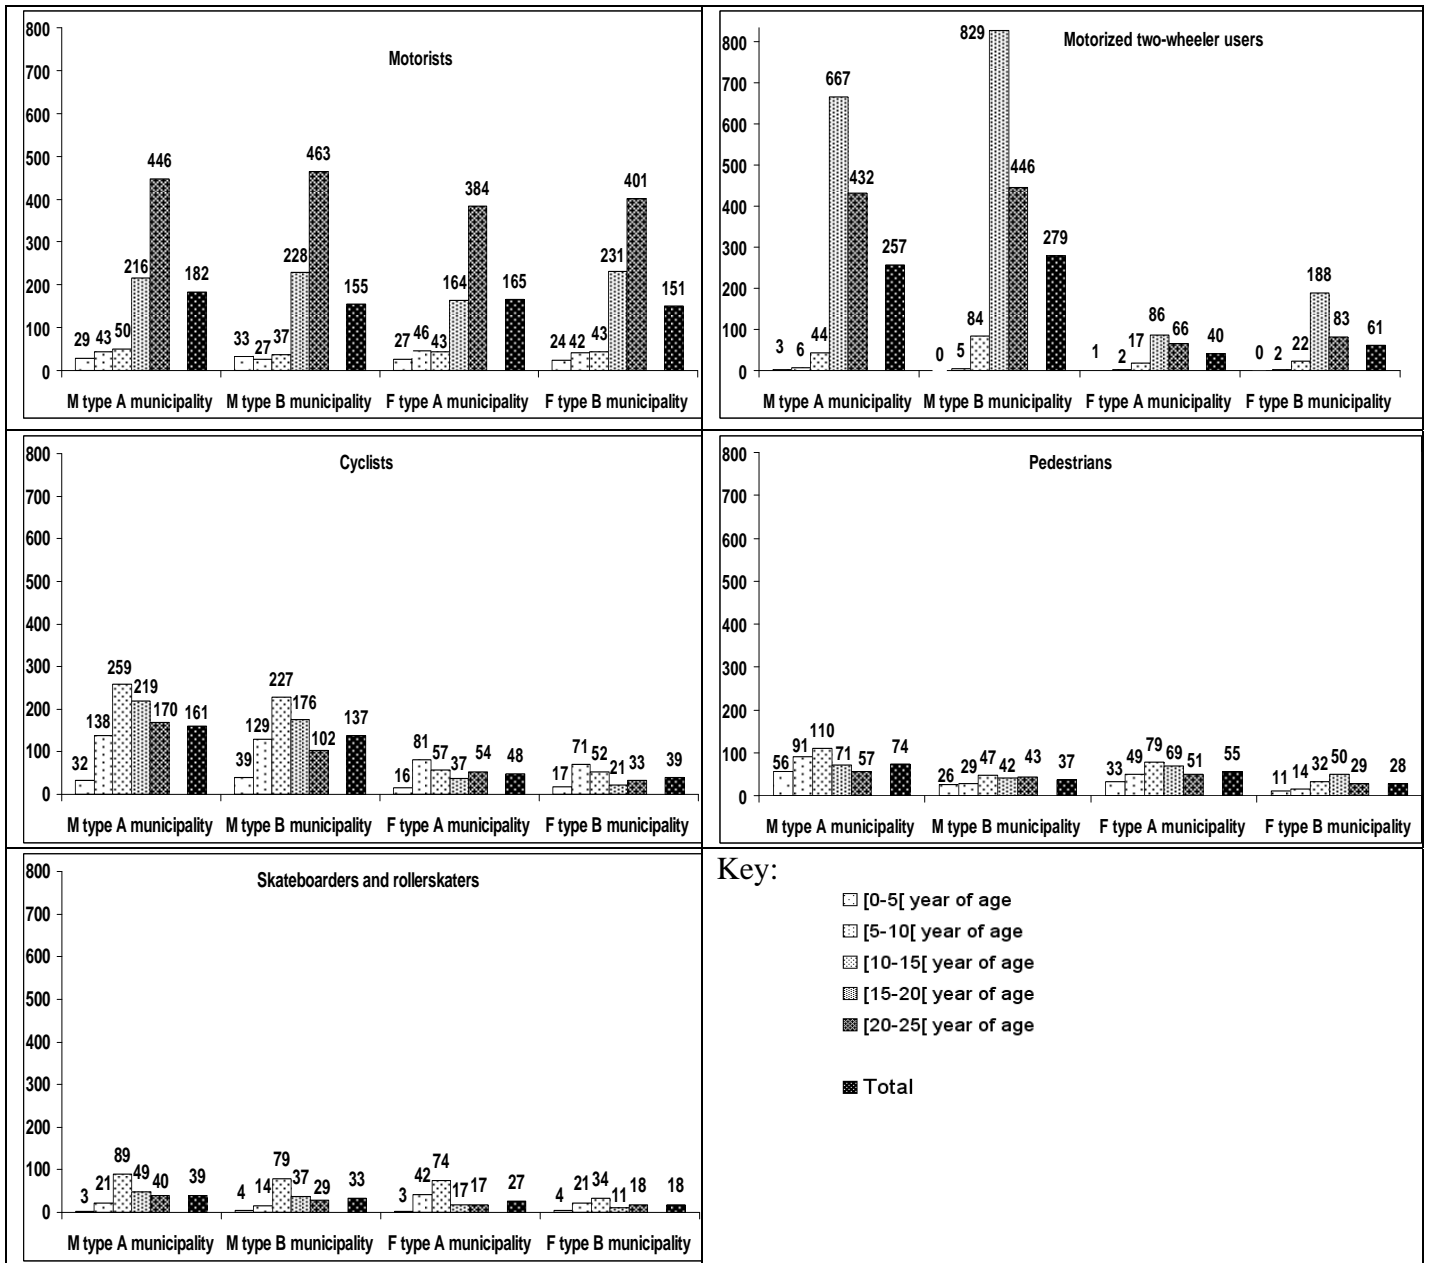 Motorists
800
700
600
500
400
300
200
100
0
29 43 50 216 446 182
33 27 37 228 463 155
27 46 43 164 384 165
24 42 43 231 401 151
M type A municipality M type B municipality F type A municipality F type B municipality
Motorized two-wheeler users
800
700
600
500
400
300
200
100
0
3 6 44 667 432 257
0 5 84 829 446 279
1 2 17 86 66 40
0 2 22 188 83 61
M type A municipality M type B municipality F type A municipality F type B municipality
Cyclists
800
700
600
500
400
300
200
100
0
32 138 259 219 170 161
39 129 227 176 102 137
16 81 57 37 54 48
17 71 52 21 33 39
M type A municipality M type B municipality F type A municipality F type B municipality
Pedestrians
800
700
600
500
400
300
200
100
0
56 91 110 71 57 74
26 29 47 42 43 37
33 49 79 69 51 55
11 14 32 50 29 28
M type A municipality M type B municipality F type A municipality F type B municipality
Skateboarders and rollerskaters
800
700
600
500
400
300
200
100
0
3 21 89 49 40 39
4 14 79 37 29 33
3 42 74 17 17 27
4 21 34 11 18 18
M type A municipality M type B municipality F type A municipality F type B municipality
Key:
[0-5[ year of age
[5-10[ year of age
[10-15[ year of age
[15-20[ year of age
[20-25[ year of age
Total